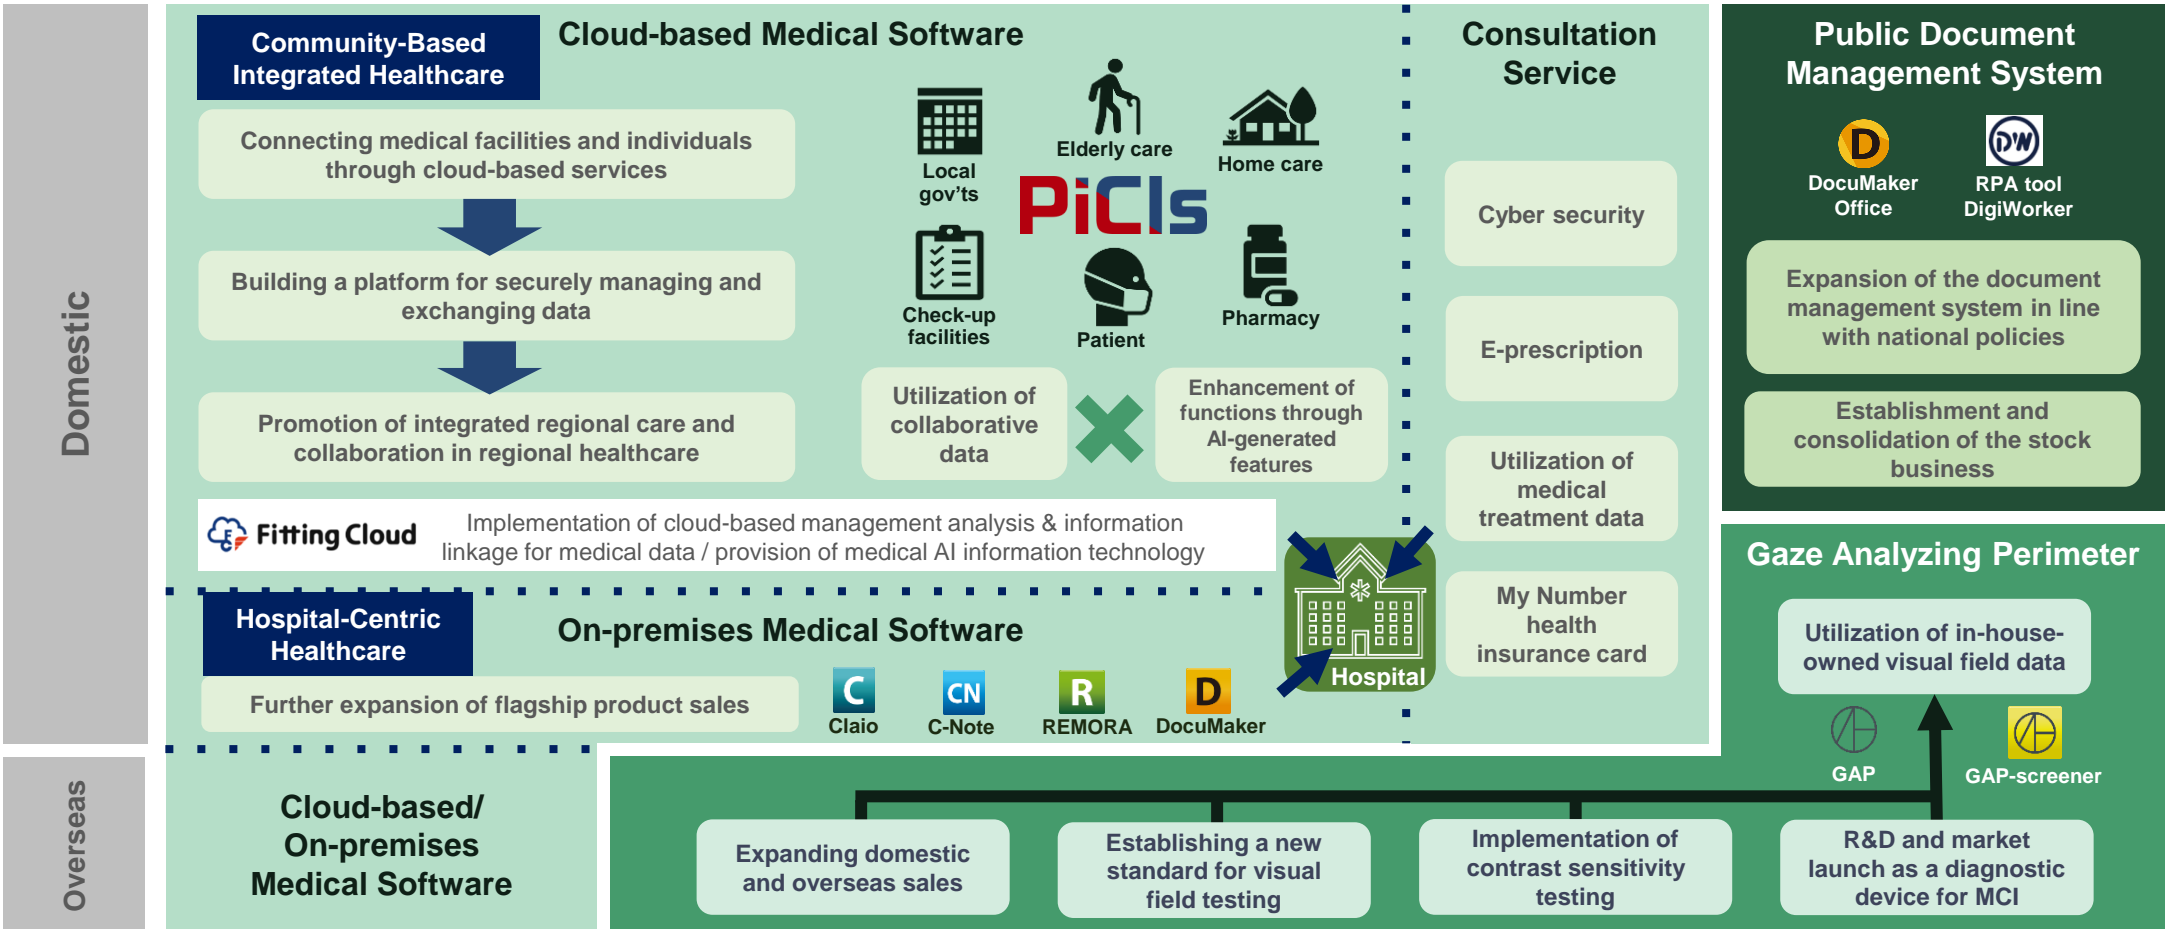 Domestic
Community-Based
Integrated Healthcare
Connecting medical facilities and individuals
through cloud-based services
Building a platform for securely managing and
exchanging data
Promotion of integrated regional care and
collaboration in regional healthcare
Cloud-based Medical Software
Local
gov'ts
Elderly care
Home care
PiCls
Check-up
facilities
Patient
Pharmacy
Utilization of
collaborative
data
Enhancement of
functions through
AI-generated
features
Fitting Cloud
Implementation of cloud-based management analysis & information
linkage for medical data / provision of medical AI information technology
Hospital-Centric
Healthcare
On-premises Medical Software
Further expansion of flagship product sales
C
Claio
CN
C-Note
R
REMORA
D
DocuMaker
Hospital
Consultation
Service
Cyber security
E-prescription
Utilization of
medical
treatment data
My Number
health
insurance card
Public Document
Management System
D
DocuMaker
Office
RPA tool
DigiWorker
Expansion of the document
management system in line
with national policies
Establishment and
consolidation of the stock
business
Gaze Analyzing Perimeter
Utilization of in-house-
owned visual field data
GAP
GAP-screener
Overseas
Cloud-based/
On-premises
Medical Software
Expanding domestic
and overseas sales
Establishing a new
standard for visual
field testing
Implementation of
contrast sensitivity
testing
R&D and market
launch as a diagnostic
device for MCI